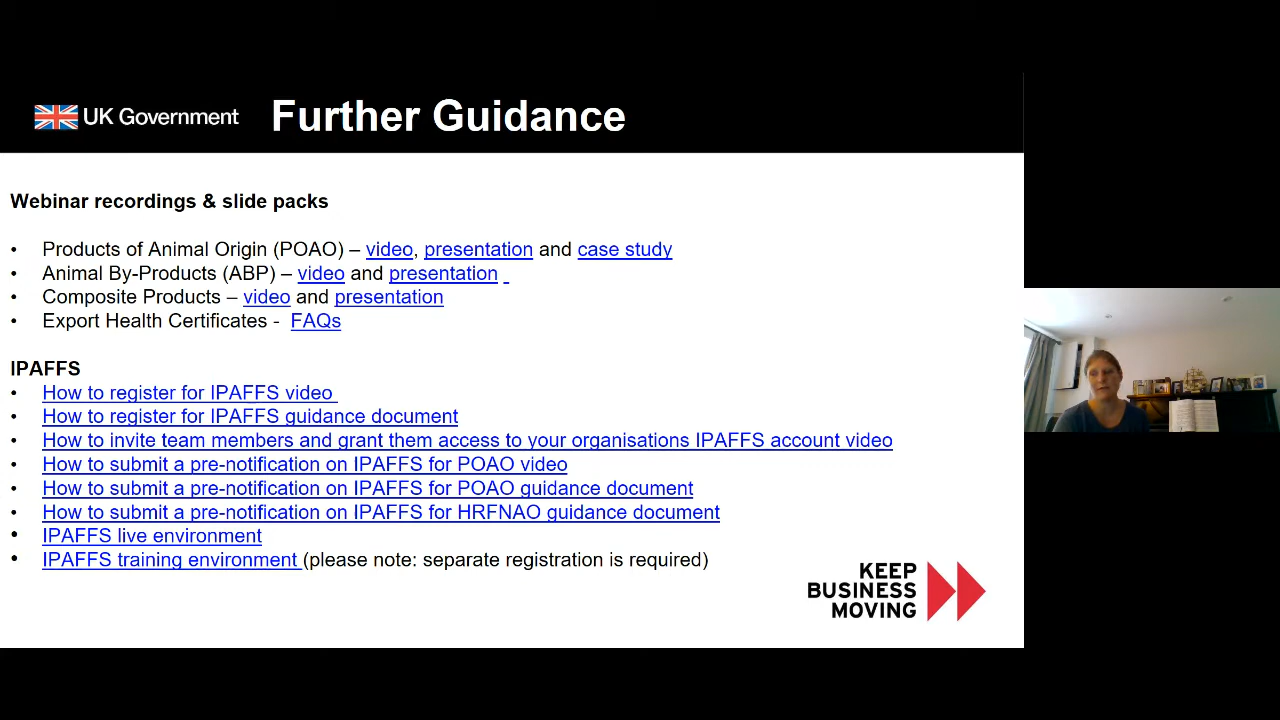 UK Government
Further Guidance
Webinar recordings & slide packs
• Products of Animal Origin (POAO) – video, presentation and case study
• Animal By-Products (ABP) – video and presentation
• Composite Products – video and presentation
• Export Health Certificates - FAQs
IPAFFS
• How to register for IPAFFS video
• How to register for IPAFFS guidance document
• How to invite team members and grant them access to your organisations IPAFFS account video
• How to submit a pre-notification on IPAFFS for POAO video
• How to submit a pre-notification on IPAFFS for POAO guidance document
• How to submit a pre-notification on IPAFFS for HRFNAO guidance document
• IPAFFS live environment
• IPAFFS training environment (please note: separate registration is required)
KEEP
BUSINESS
MOVING